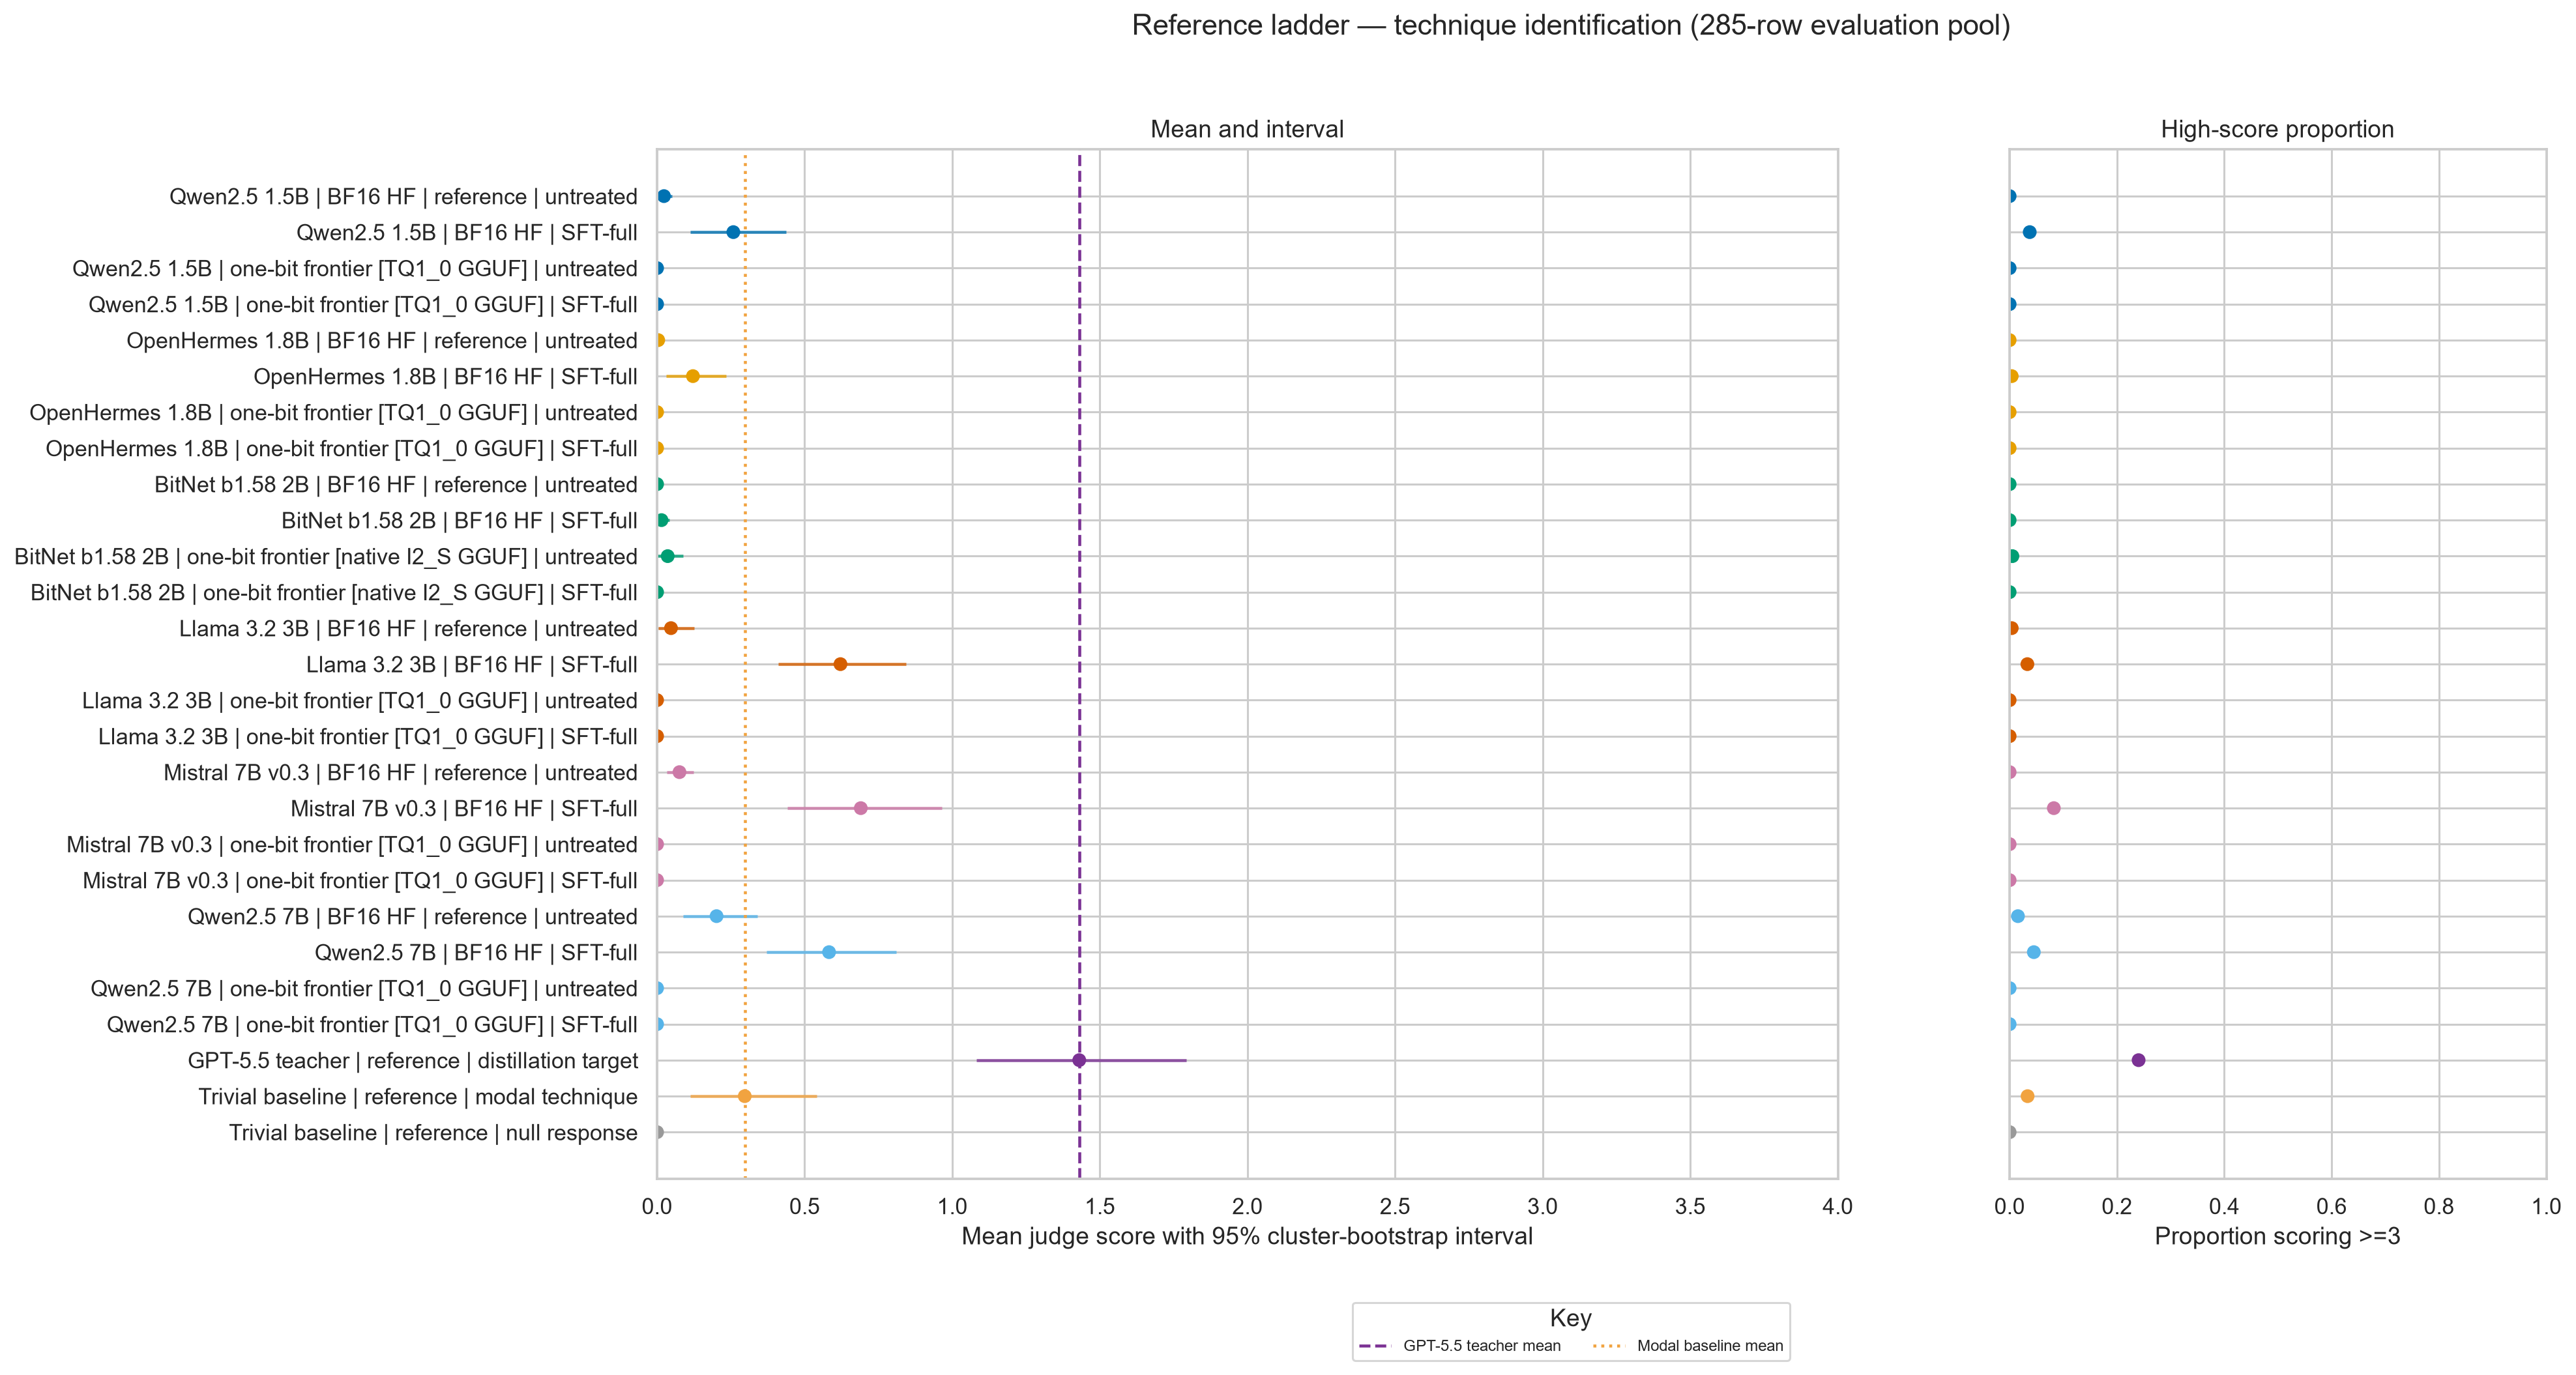 Reference ladder — technique identification (285-row evaluation pool)
Mean and interval
High-score proportion
Qwen2.5 1.5B | BF16 HF | reference | untreated
Qwen2.5 1.5B | BF16 HF | SFT-full
Qwen2.5 1.5B | one-bit frontier [TQ1_0 GGUF] | untreated
Qwen2.5 1.5B | one-bit frontier [TQ1_0 GGUF] | SFT-full
OpenHermes 1.8B | BF16 HF | reference | untreated
OpenHermes 1.8B | BF16 HF | SFT-full
OpenHermes 1.8B | one-bit frontier [TQ1_0 GGUF] | untreated
OpenHermes 1.8B | one-bit frontier [TQ1_0 GGUF] | SFT-full
BitNet b1.58 2B | BF16 HF | reference | untreated
BitNet b1.58 2B | BF16 HF | SFT-full
BitNet b1.58 2B | one-bit frontier [native I2_S GGUF] | untreated
BitNet b1.58 2B | one-bit frontier [native I2_S GGUF] | SFT-full
Llama 3.2 3B | BF16 HF | reference | untreated
Llama 3.2 3B | BF16 HF | SFT-full
Llama 3.2 3B | one-bit frontier [TQ1_0 GGUF] | untreated
Llama 3.2 3B | one-bit frontier [TQ1_0 GGUF] | SFT-full
Mistral 7B v0.3 | BF16 HF | reference | untreated
Mistral 7B v0.3 | BF16 HF | SFT-full
Mistral 7B v0.3 | one-bit frontier [TQ1_0 GGUF] | untreated
Mistral 7B v0.3 | one-bit frontier [TQ1_0 GGUF] | SFT-full
Qwen2.5 7B | BF16 HF | reference | untreated
Qwen2.5 7B | BF16 HF | SFT-full
Qwen2.5 7B | one-bit frontier [TQ1_0 GGUF] | untreated
Qwen2.5 7B | one-bit frontier [TQ1_0 GGUF] | SFT-full
GPT-5.5 teacher | reference | distillation target
Trivial baseline | reference | modal technique
Trivial baseline | reference | null response
0.0 0.5 1.0 1.5 2.0 2.5 3.0 3.5 4.0
Mean judge score with 95% cluster-bootstrap interval
0.0 0.2 0.4 0.6 0.8 1.0
Proportion scoring >=3
Key
GPT-5.5 teacher mean
Modal baseline mean